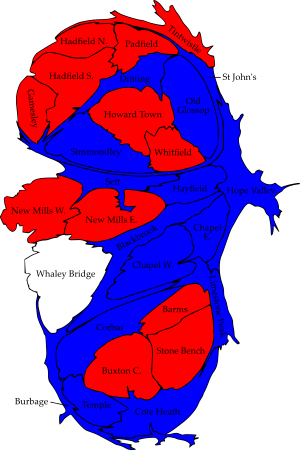 Tintwistle
Hadfield N.
Padfield
Hadfield S.
Dinting
St John's
Gamesley
Old
Glossop
Howard Town
Simmondley
Whitfield
Sett
Hayfield
Hope Valley
New Mills W.
New Mills E.
Blackbrook
Chapel
E.
Whaley Bridge
Chapel W.
Limestone Peak
Barms
Corbar
Stone Bench
Buxton C.
Burbage
Temple
Cote Heath